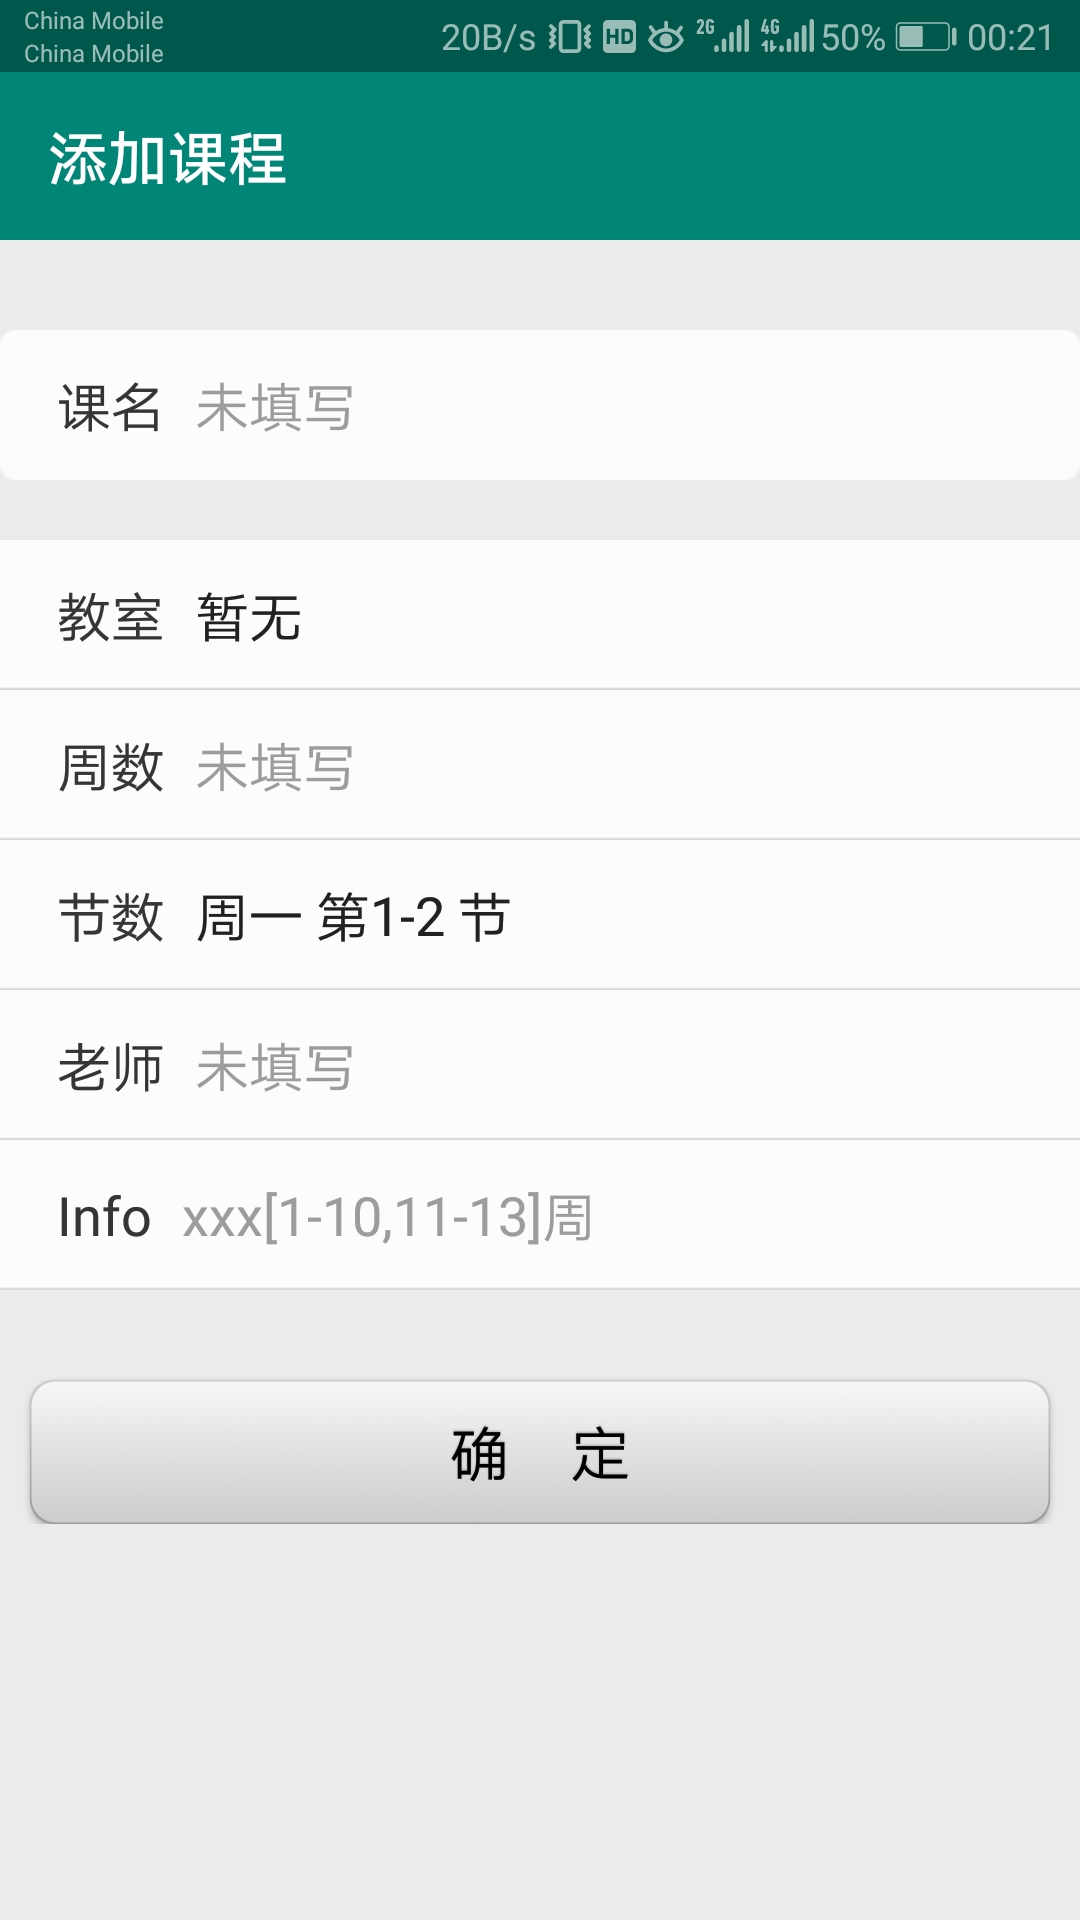 China Mobile
China Mobile
20B/s HD 2G 4G 50% 00:21
添加课程
课名 未填写
教室 暂无
周数 未填写
节数 周一 第1-2 节
老师 未填写
Info xxx[1-10,11-13]周
确 定